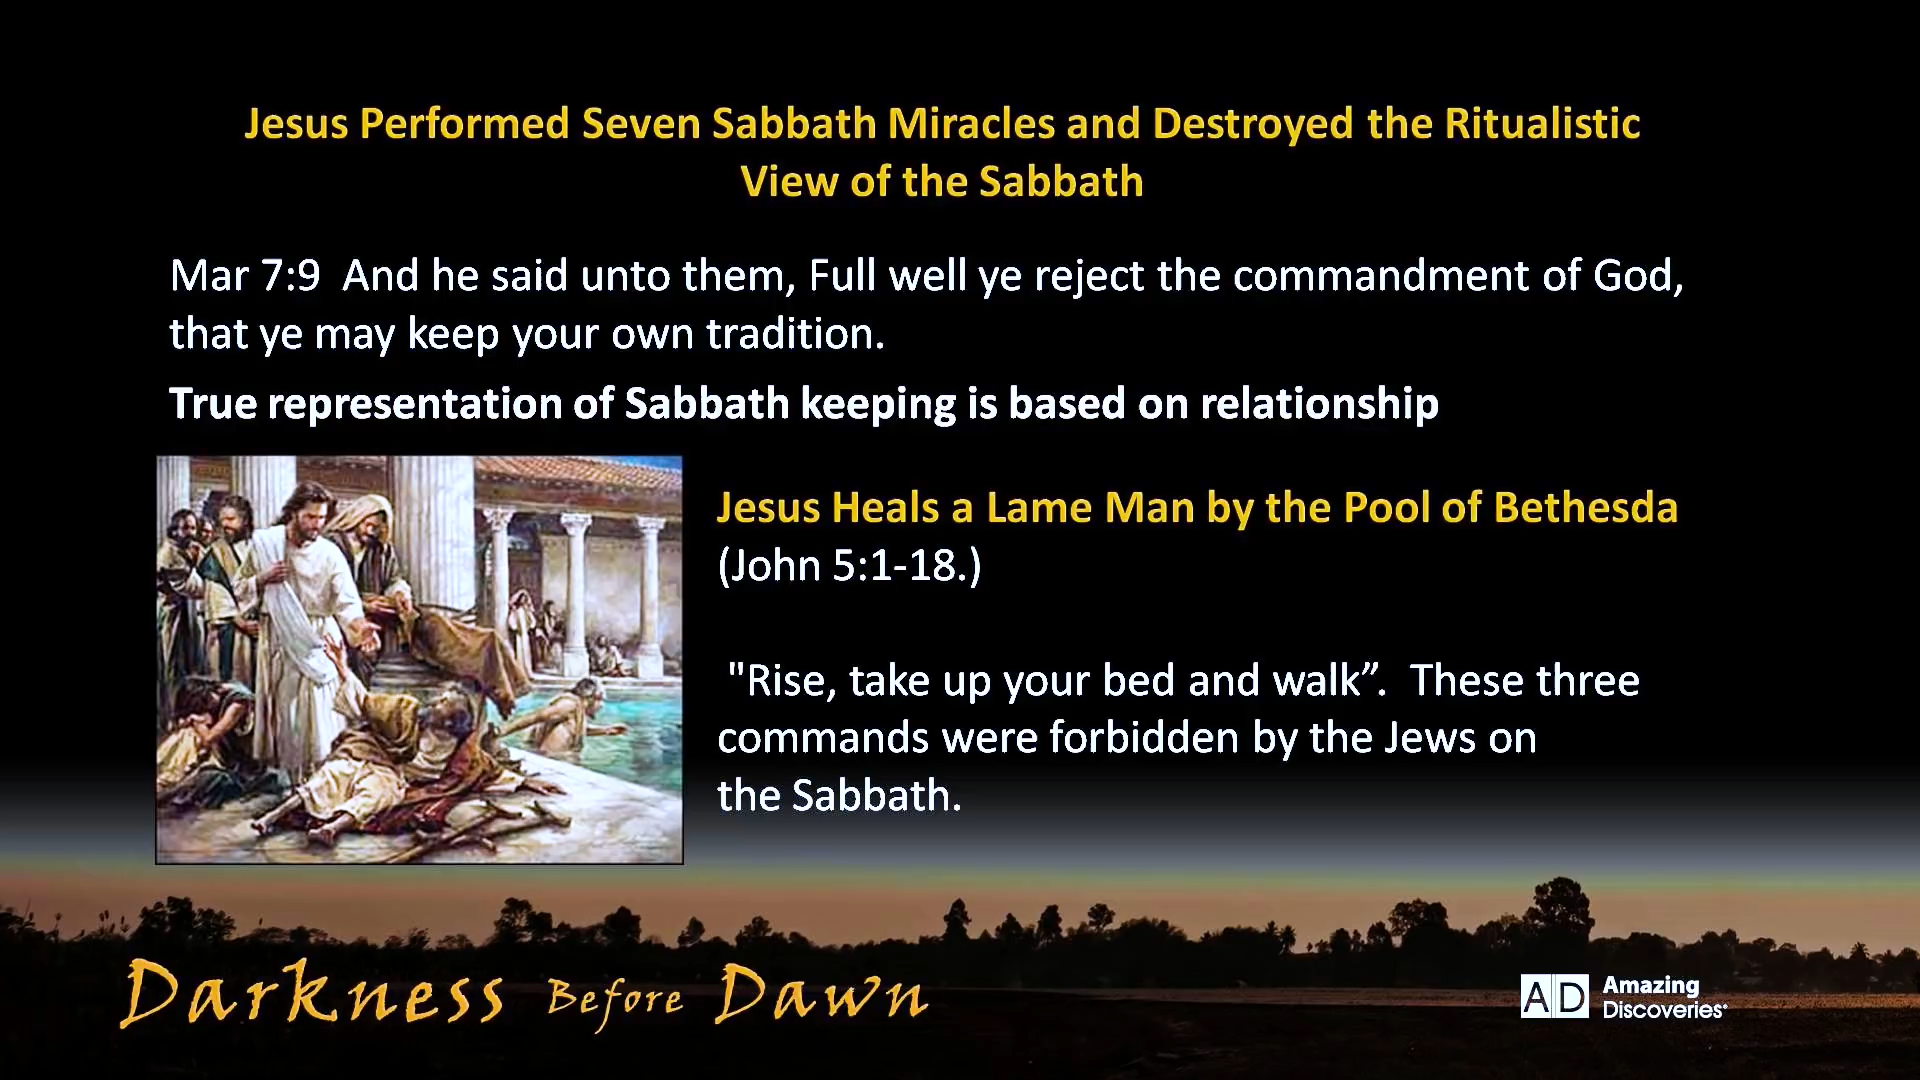 Jesus Performed Seven Sabbath Miracles and Destroyed the Ritualistic
View of the Sabbath
Mar 7:9  And he said unto them, Full well ye reject the commandment of God,
that ye may keep your own tradition.
True representation of Sabbath keeping is based on relationship
Jesus Heals a Lame Man by the Pool of Bethesda
(John 5:1-18.)
"Rise, take up your bed and walk”.  These three
commands were forbidden by the Jews on
the Sabbath.
Darkness Before Dawn
AD Amazing
Discoveries